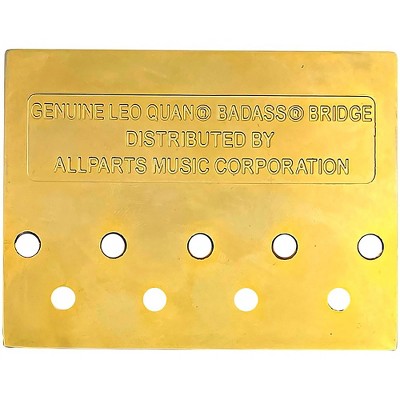 GENUINE LEO QUAN® BADASS® BRIDGE
DISTRIBUTED BY
ALLPARTS MUSIC CORPORATION